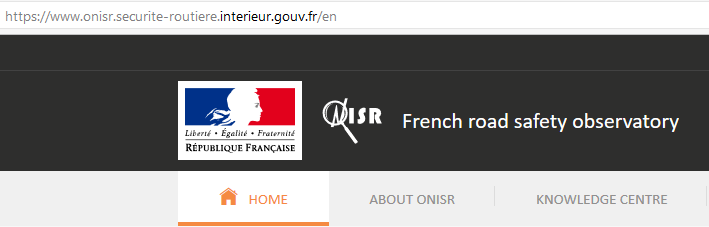 https://www.onisr.securite-routiere.interieur.gouv.fr/en
Liberté • Égalité • Fraternité
RÉPUBLIQUE FRANÇAISE
ONISR
French road safety observatory
HOME
ABOUT ONISR
KNOWLEDGE CENTRE